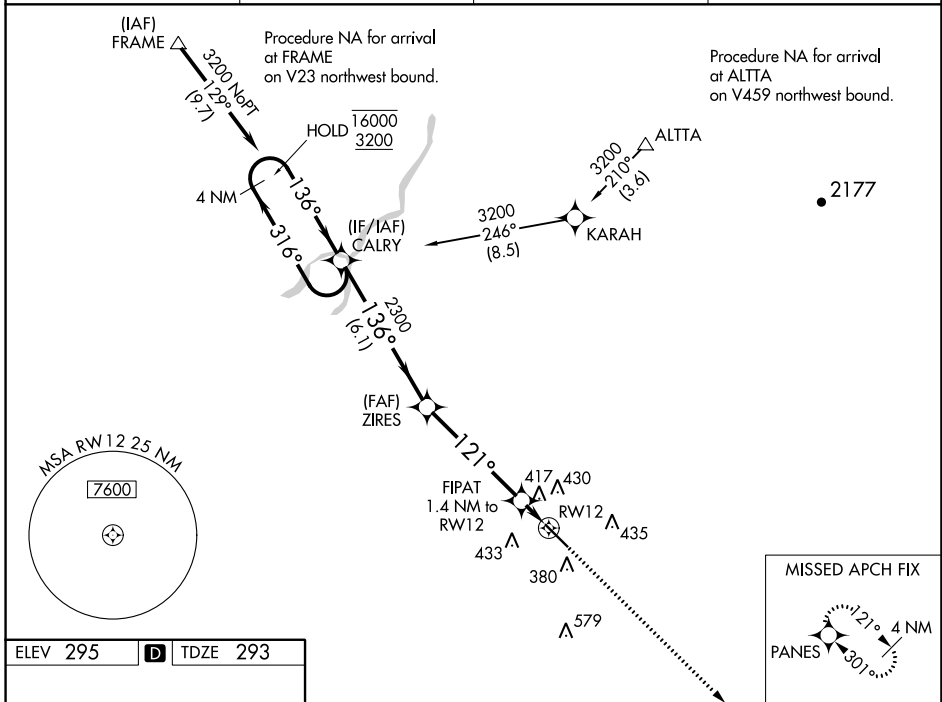 (IAF)
FRAME
3200 NoPT
129°
(9.7)
Procedure NA for arrival
at FRAME
on V23 northwest bound.
Procedure NA for arrival
at ALTTA
on V459 northwest bound.
HOLD 16000
3200
4 NM
136°
316°
(IF/IAF)
CALRY
ALTTA
3200
210°
(3.6)
KARAH
3200
246°
(8.5)
2177
2300
136°
(6.1)
(FAF)
ZIRES
121°
FIPAT
1.4 NM to
RW12
417
430
RW12
435
433
380
579
MSA RW12 25 NM
7600
MISSED APCH FIX
PANES
121°
4 NM
301°
ELEV 295 D TDZE 293